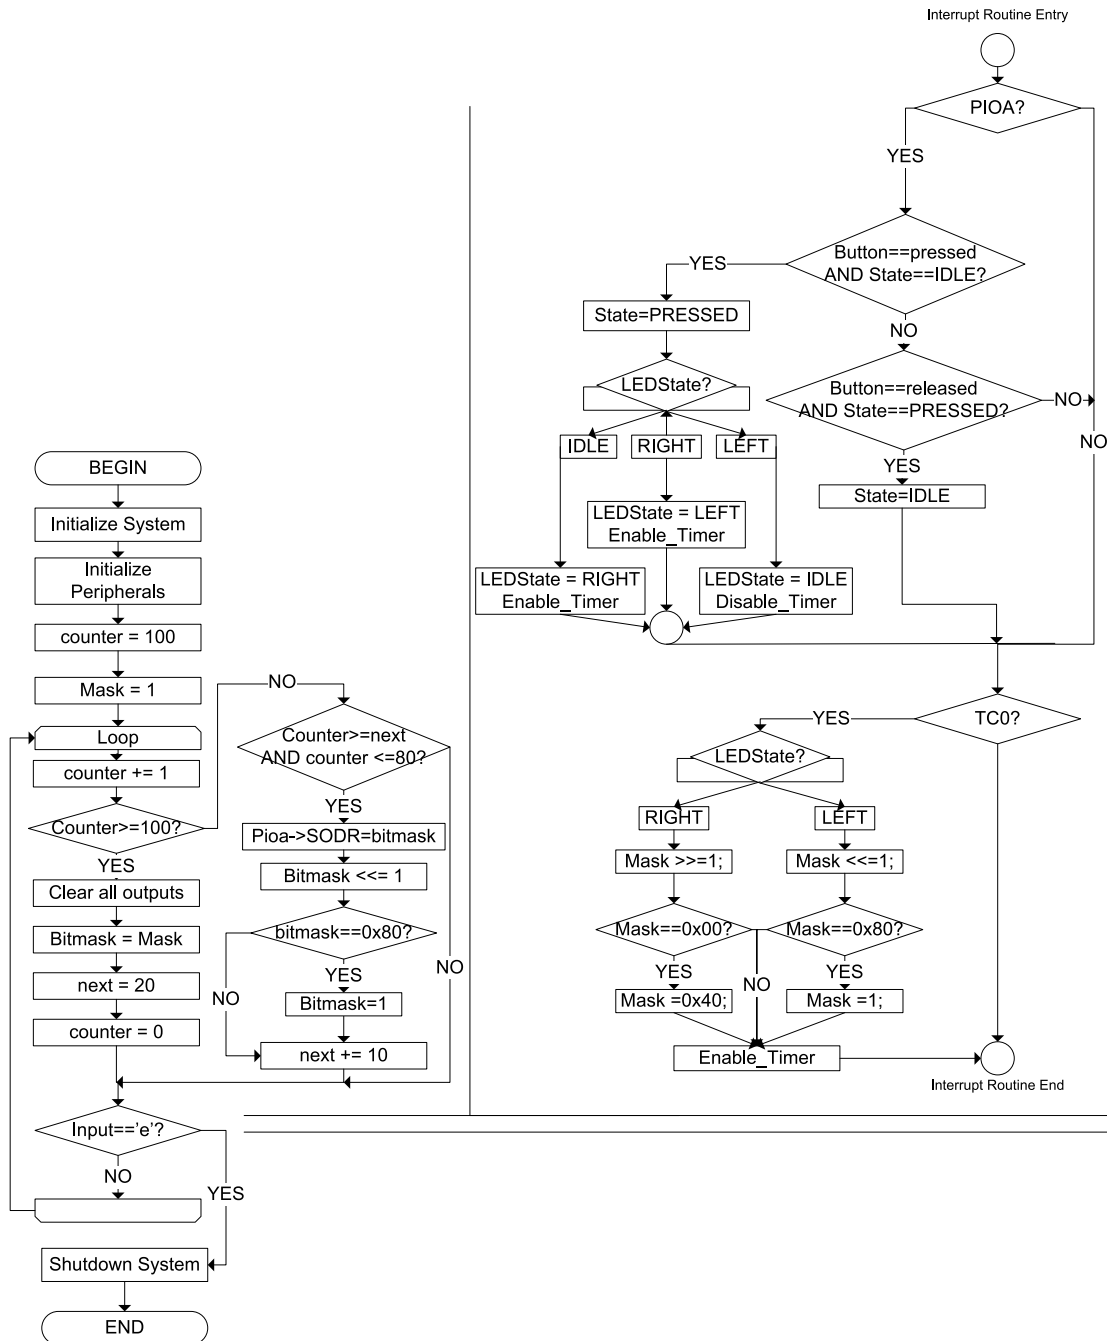 Interrupt Routine Entry
PIOA?
YES
Button==pressed
AND State==IDLE?
YES
State=PRESSED
NO
LEDState?
Button==released
AND State==PRESSED?
NO
NO
IDLE
RIGHT
LEFT
YES
State=IDLE
LEDState = LEFT
Enable_Timer
LEDState = RIGHT
Enable_Timer
LEDState = IDLE
Disable_Timer
TC0?
YES
LEDState?
RIGHT
LEFT
Mask >>=1;
Mask <<=1;
Mask==0x00?
Mask==0x80?
YES
NO
YES
Mask =0x40;
Mask =1;
Enable_Timer
Interrupt Routine End
BEGIN
Initialize System
Initialize
Peripherals
counter = 100
Mask = 1
Loop
counter += 1
Counter>=100?
NO
YES
Clear all outputs
Bitmask = Mask
next = 20
counter = 0
Counter>=next
AND counter <=80?
YES
Pioa->SODR=bitmask
Bitmask <<= 1
bitmask==0x80?
YES
NO
NO
Bitmask=1
next += 10
Input=='e'?
NO
YES
Shutdown System
END